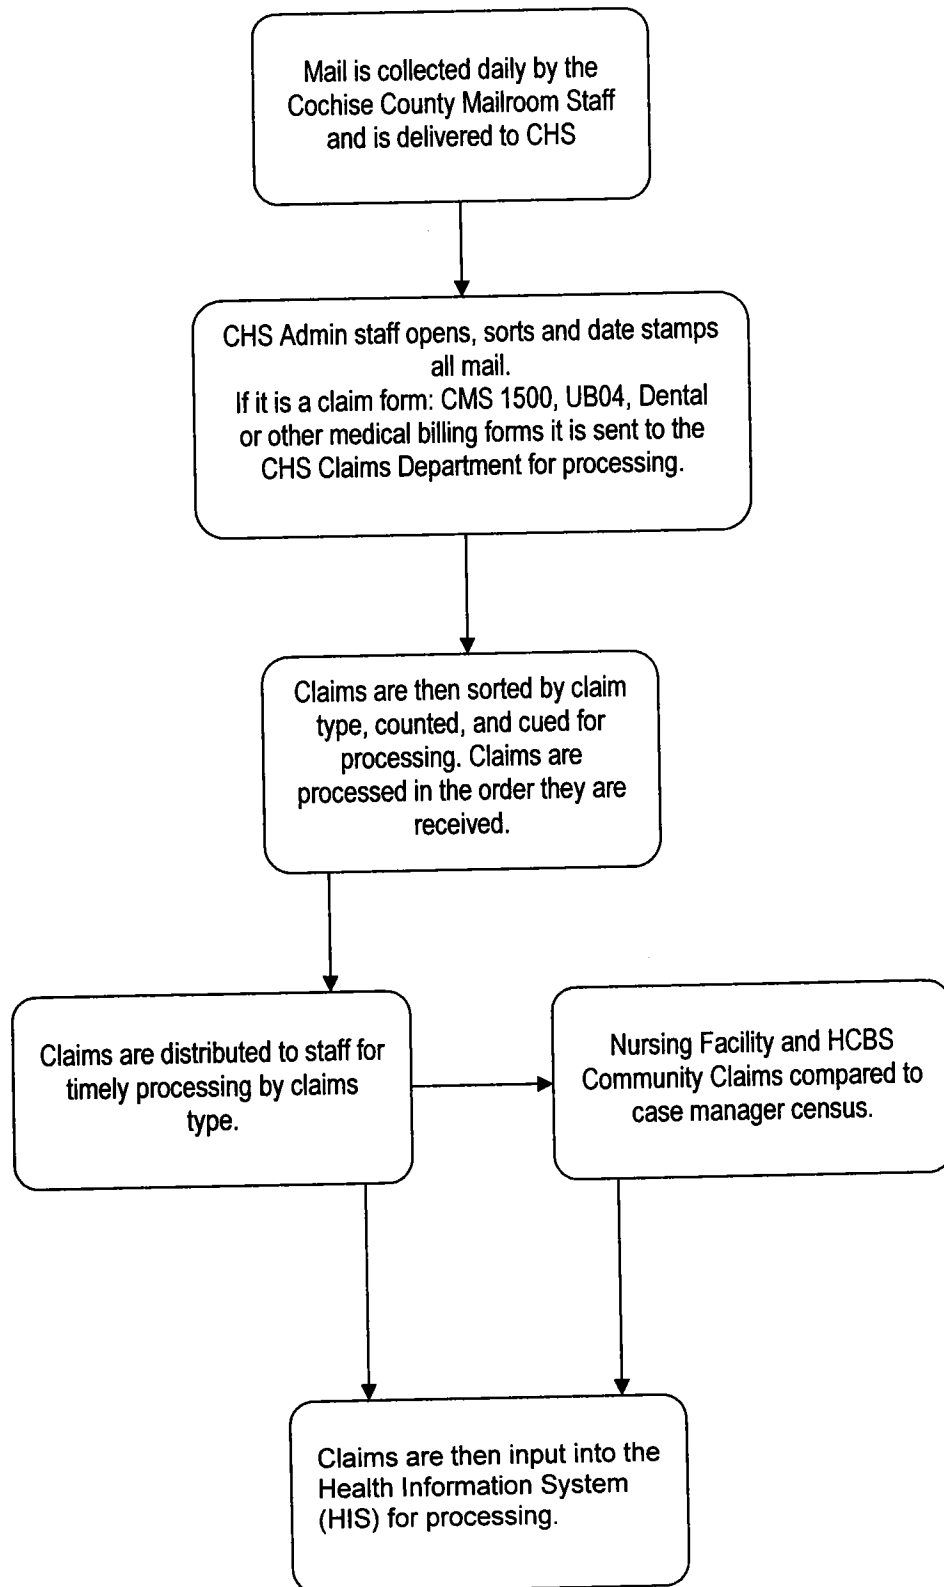 Mail is collected daily by the
Cochise County Mailroom Staff
and is delivered to CHS
CHS Admin staff opens, sorts and date stamps
all mail.
If it is a claim form: CMS 1500, UB04, Dental
or other medical billing forms it is sent to the
CHS Claims Department for processing.
Claims are then sorted by claim
type, counted, and cued for
processing. Claims are
processed in the order they are
received.
Claims are distributed to staff for
timely processing by claims
type.
Nursing Facility and HCBS
Community Claims compared to
case manager census.
Claims are then input into the
Health Information System
(HIS) for processing.